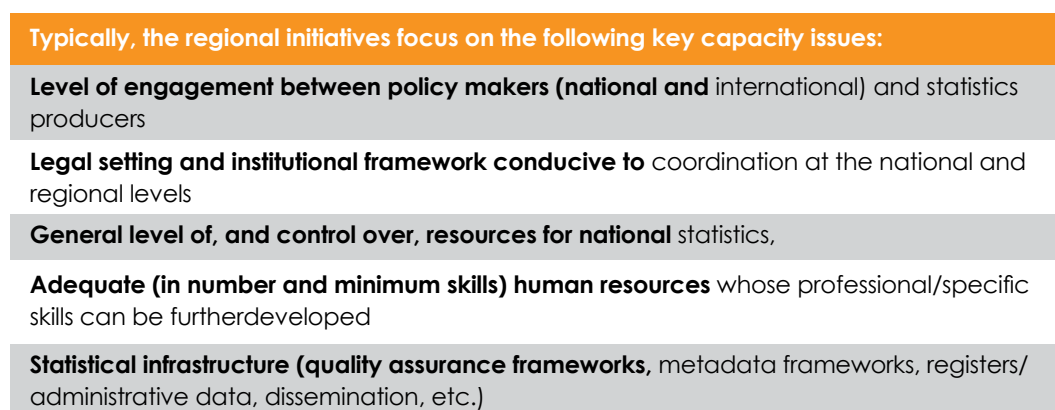 Typically, the regional initiatives focus on the following key capacity issues:
Level of engagement between policy makers (national and international) and statistics
producers
Legal setting and institutional framework conducive to coordination at the national and
regional levels
General level of, and control over, resources for national statistics,
Adequate (in number and minimum skills) human resources whose professional/specific
skills can be furtherdeveloped
Statistical infrastructure (quality assurance frameworks, metadata frameworks, registers/
administrative data, dissemination, etc.)